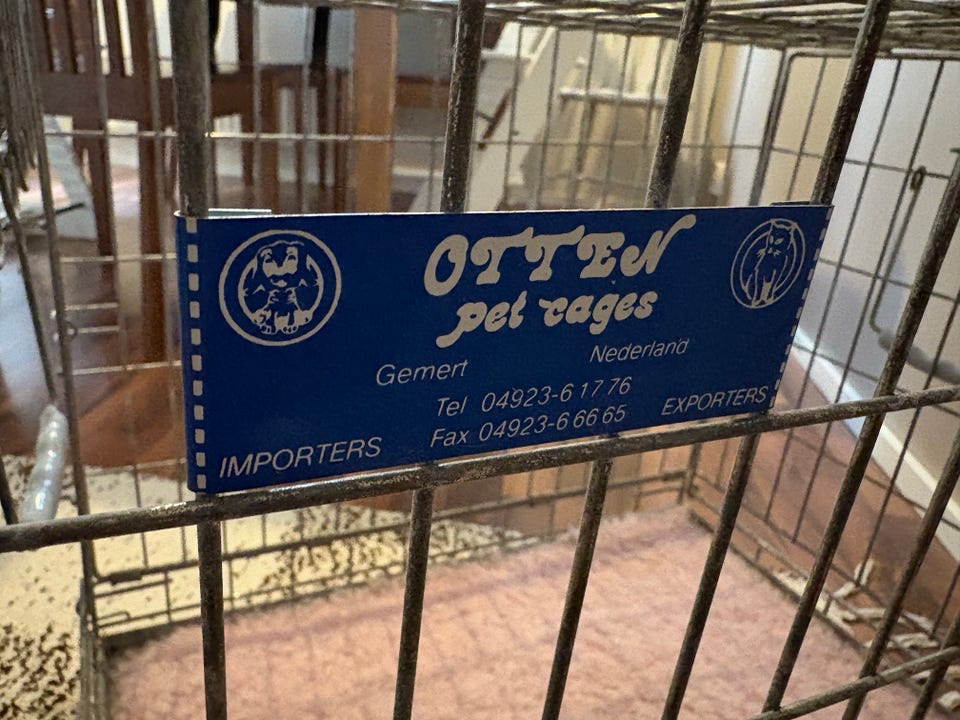 OTTEN
pet cages
Gemert Nederland
Tel 04923-6 17 76
Fax 04923-6 66 65
IMPORTERS EXPORTERS